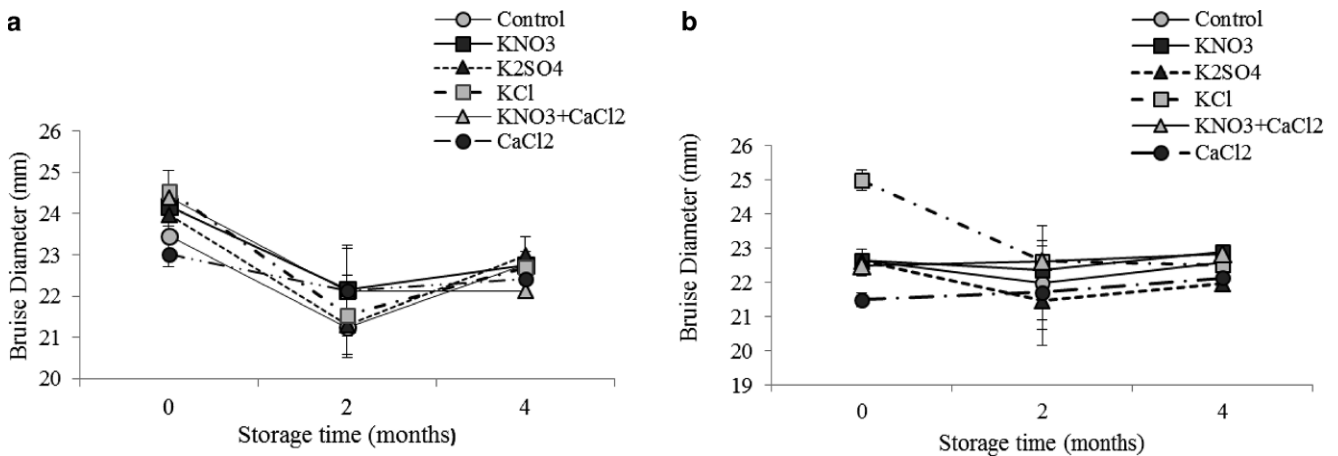 a
Control
KNO3
K2SO4
KCl
KNO3+CaCl2
CaCl2
Bruise Diameter (mm)
26
25
24
23
22
21
20
0 2 4
Storage time (months)
b
Control
KNO3
K2SO4
KCl
KNO3+CaCl2
CaCl2
Bruise Diameter (mm)
26
25
24
23
22
21
20
19
0 2 4
Storage time (months)